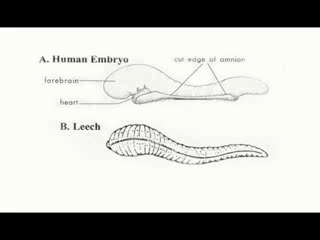 A. Human Embryo
cut edge of amnion
forebrain
heart
B. Leech